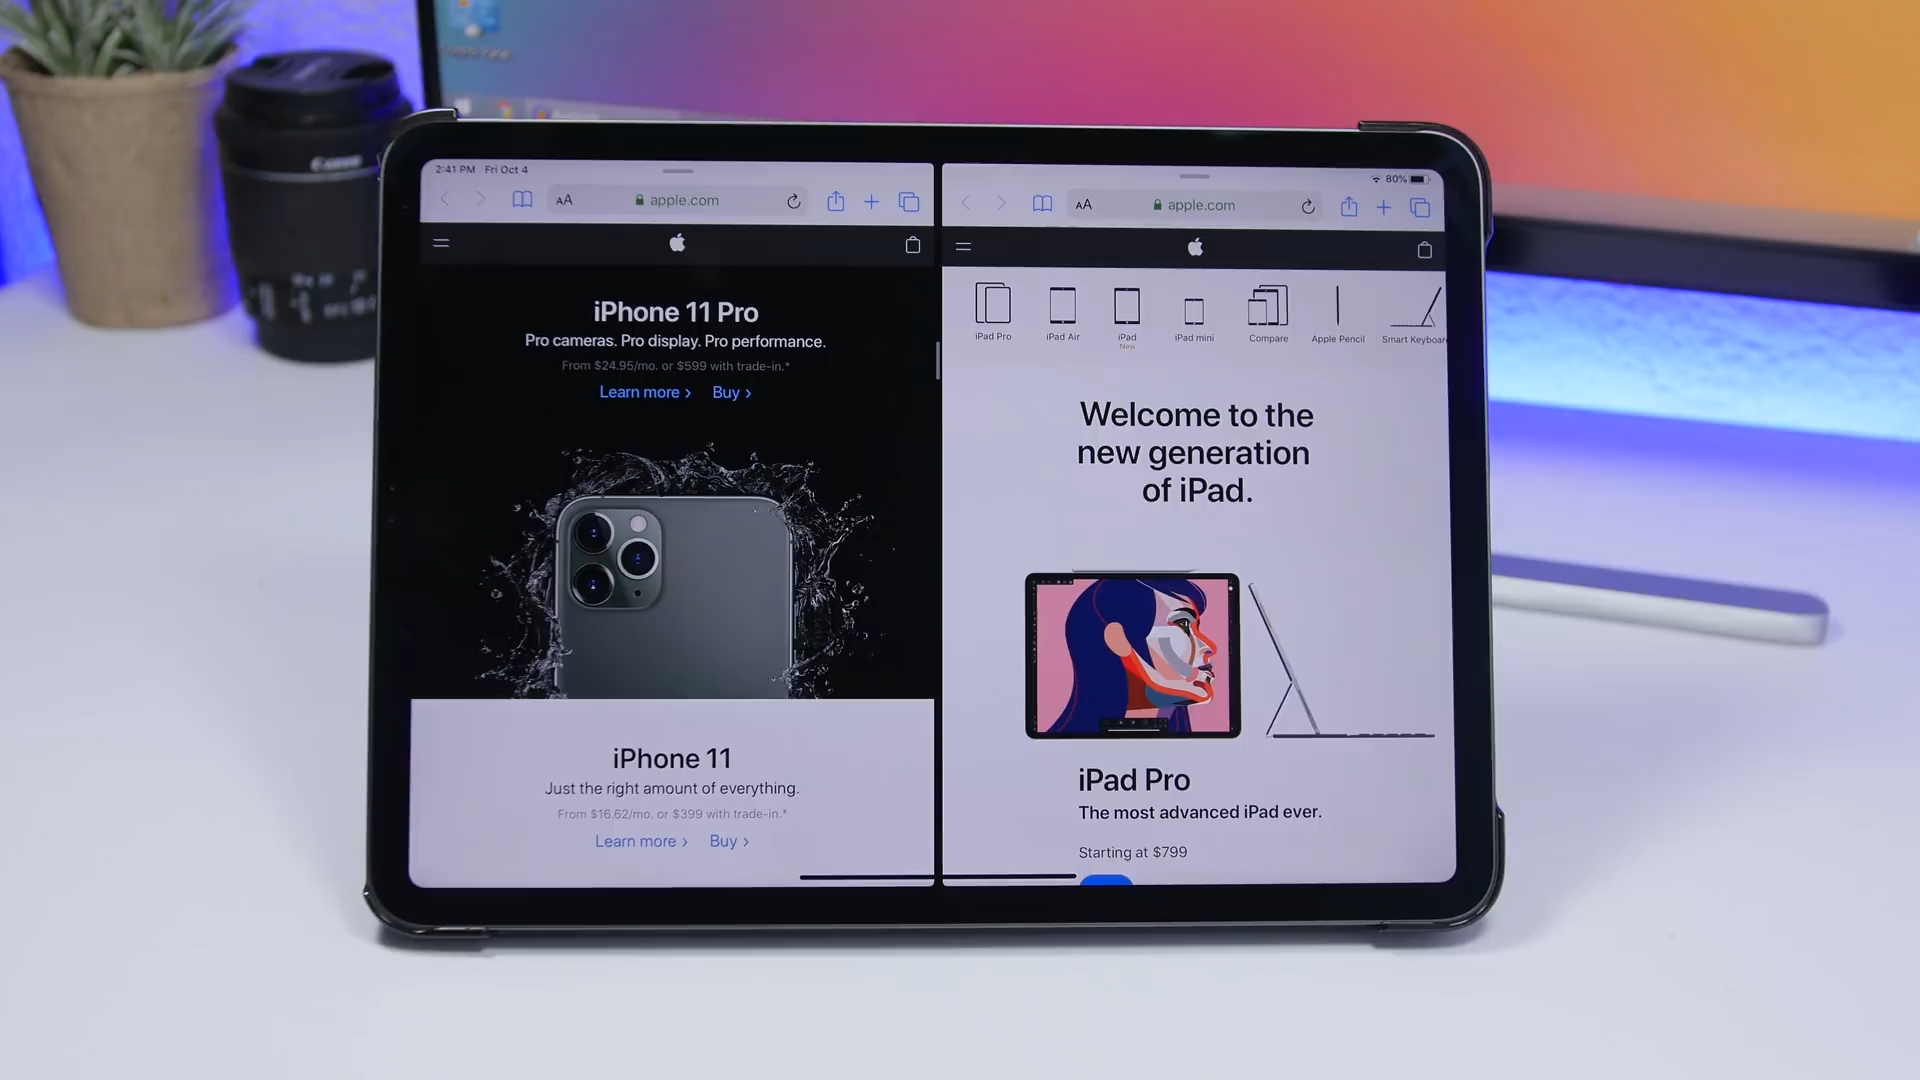 Canon
2:41 PM Fri Oct 4
AA
apple.com
iPhone 11 Pro
Pro cameras. Pro display. Pro performance.
From $24.95/mo. or $599 with trade-in.*
Learn more > Buy >
iPhone 11
Just the right amount of everything.
From $16.62/mo. or $399 with trade-in.*
Learn more > Buy >
80%
AA
apple.com
iPad Pro
iPad Air
iPad
New
iPad mini
Compare
Apple Pencil
Smart Keyboar
Welcome to the
new generation
of iPad.
iPad Pro
The most advanced iPad ever.
Starting at $799